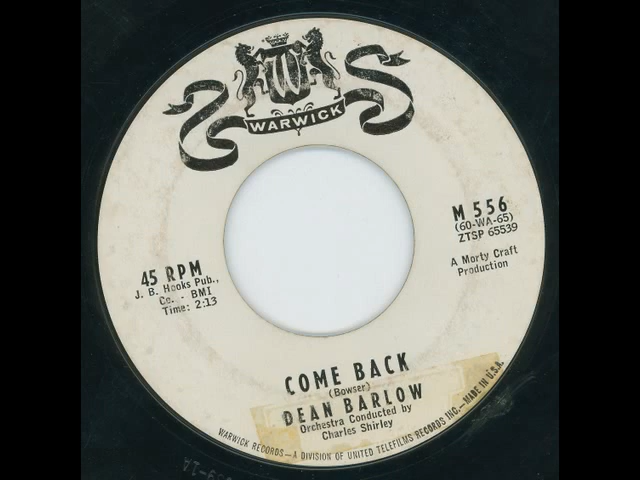 W
WARWICK
M 556
(60-WA-65)
ZTSP 65539
A Morty Craft
Production
45 RPM
J. B. Hooks Pub.,
Co. - BMI
Time: 2:13
COME BACK
(Bowser)
DEAN BARLOW
Orchestra Conducted by
Charles Shirley
WARWICK RECORDS—A DIVISION OF UNITED TELEFILMS RECORDS INC.—MADE IN U.S.A.